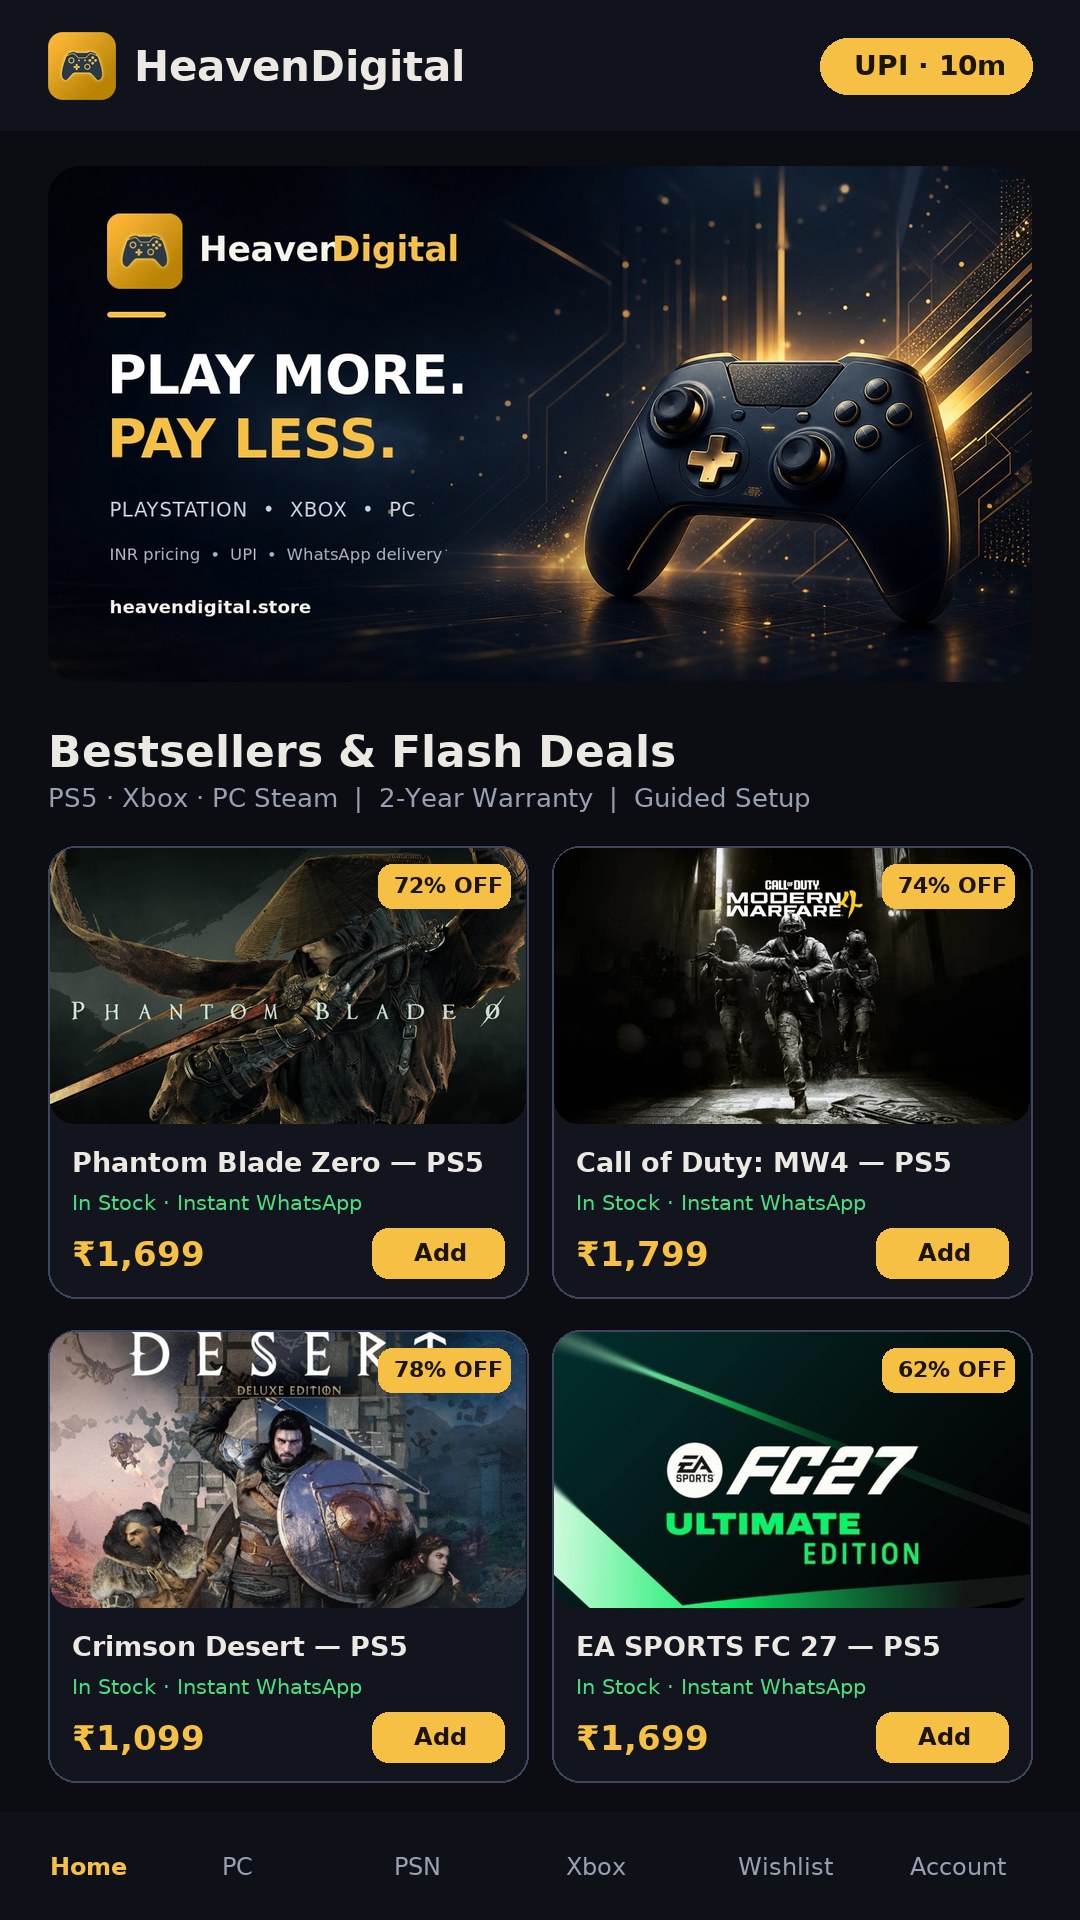 HeavenDigital
UPI · 10m
HeavenDigital
PLAY MORE.
PAY LESS.
PLAYSTATION • XBOX • PC
INR pricing • UPI • WhatsApp delivery
heavendigital.store
Bestsellers & Flash Deals
PS5 · Xbox · PC Steam | 2-Year Warranty | Guided Setup
72% OFF
PHANTOM BLADE 0
Phantom Blade Zero — PS5
In Stock · Instant WhatsApp
₹1,699
Add
74% OFF
CALL OF DUTY
MODERN
WARFARE
Call of Duty: MW4 — PS5
In Stock · Instant WhatsApp
₹1,799
Add
78% OFF
DESERT
DELUXE EDITION
Crimson Desert — PS5
In Stock · Instant WhatsApp
₹1,099
Add
62% OFF
EA
SPORTS
FC27
ULTIMATE
EDITION
EA SPORTS FC 27 — PS5
In Stock · Instant WhatsApp
₹1,699
Add
Home
PC
PSN
Xbox
Wishlist
Account